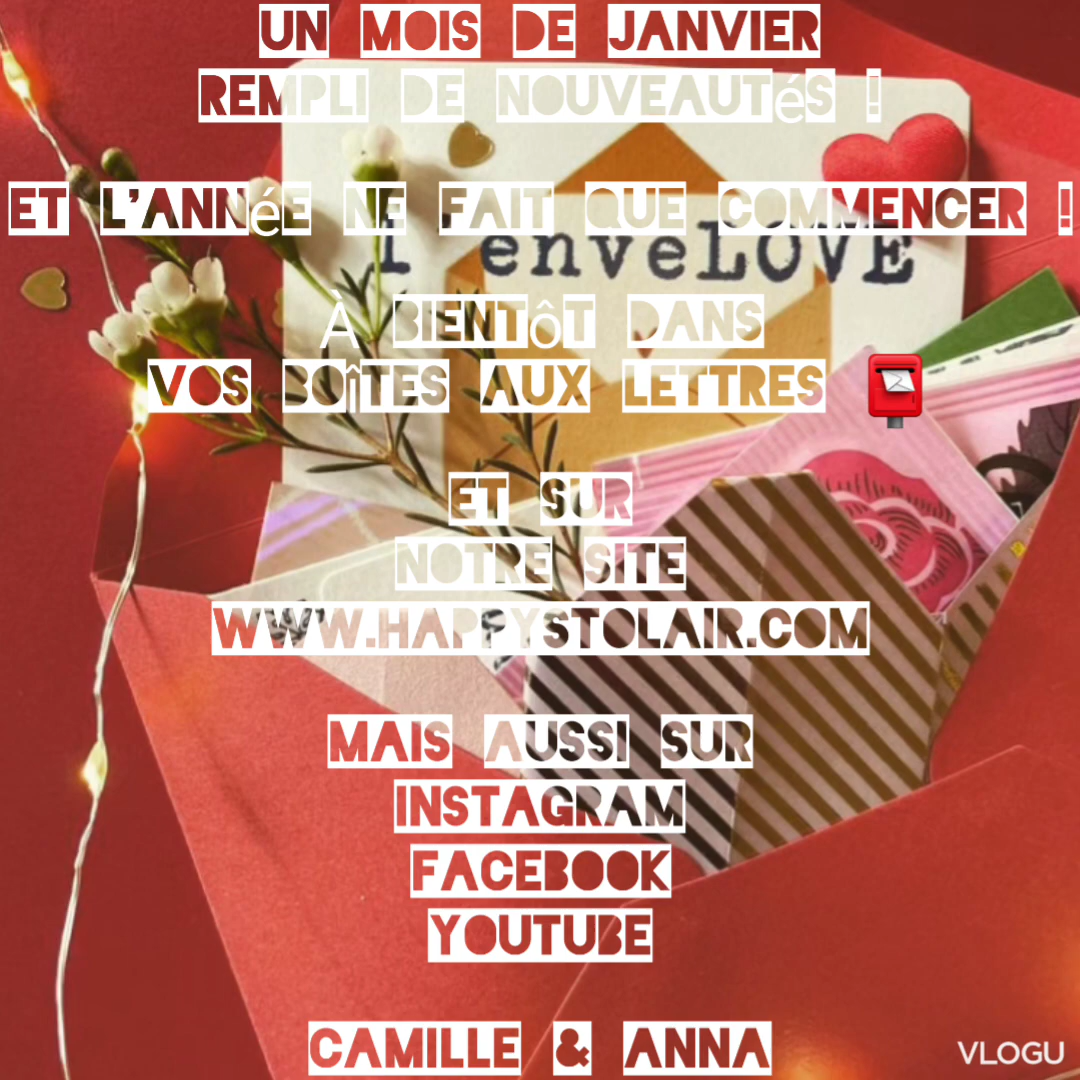 UN MOIS DE JANVIER
REMPLI DE NOUVEAUTéS !
ET L'ANNéE NE FAIT QUE COMMENCER !
I enveLOVE
À BIENTôT DANS
VOS BOîTES AUX LETTRES
ET SUR
NOTRE SITE
WWW.HAPPYSTOLAIR.COM
MAIS AUSSI SUR
INSTAGRAM
FACEBOOK
YOUTUBE
CAMILLE & ANNA
VLOGU